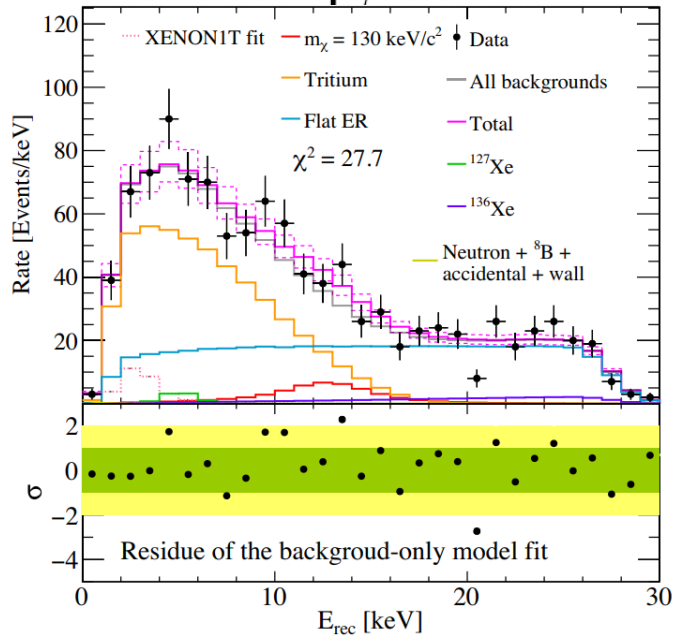 XENON1T fit
mχ = 130 keV/c²
Data
Tritium
All backgrounds
Flat ER
Total
χ² = 27.7
¹²⁷Xe
¹³⁶Xe
Neutron + ⁸B +
accidental + wall
Rate [Events/keV]
120
100
80
60
40
20
2
0
−2
−4
σ
Residue of the backgroud-only model fit
0
10
20
30
E_rec [keV]